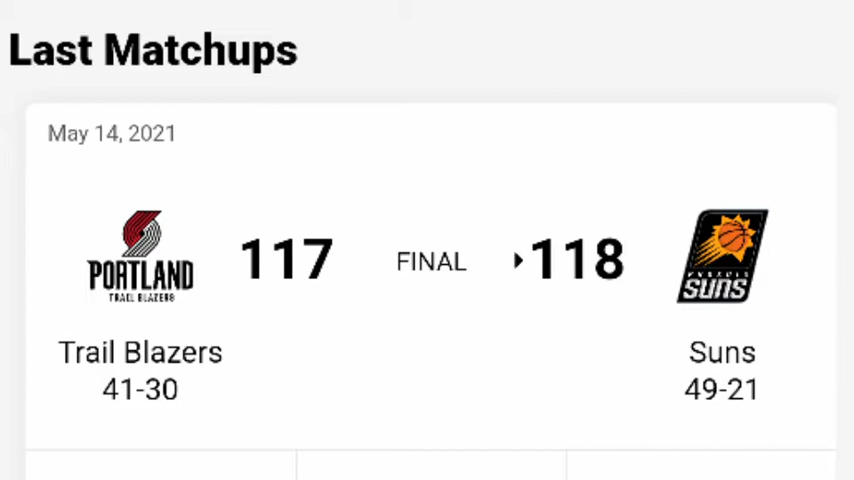 Last Matchups
May 14, 2021
PORTLAND
TRAIL BLAZERS
117
FINAL
118
PHOENIX
SUNS
Trail Blazers
41-30
Suns
49-21